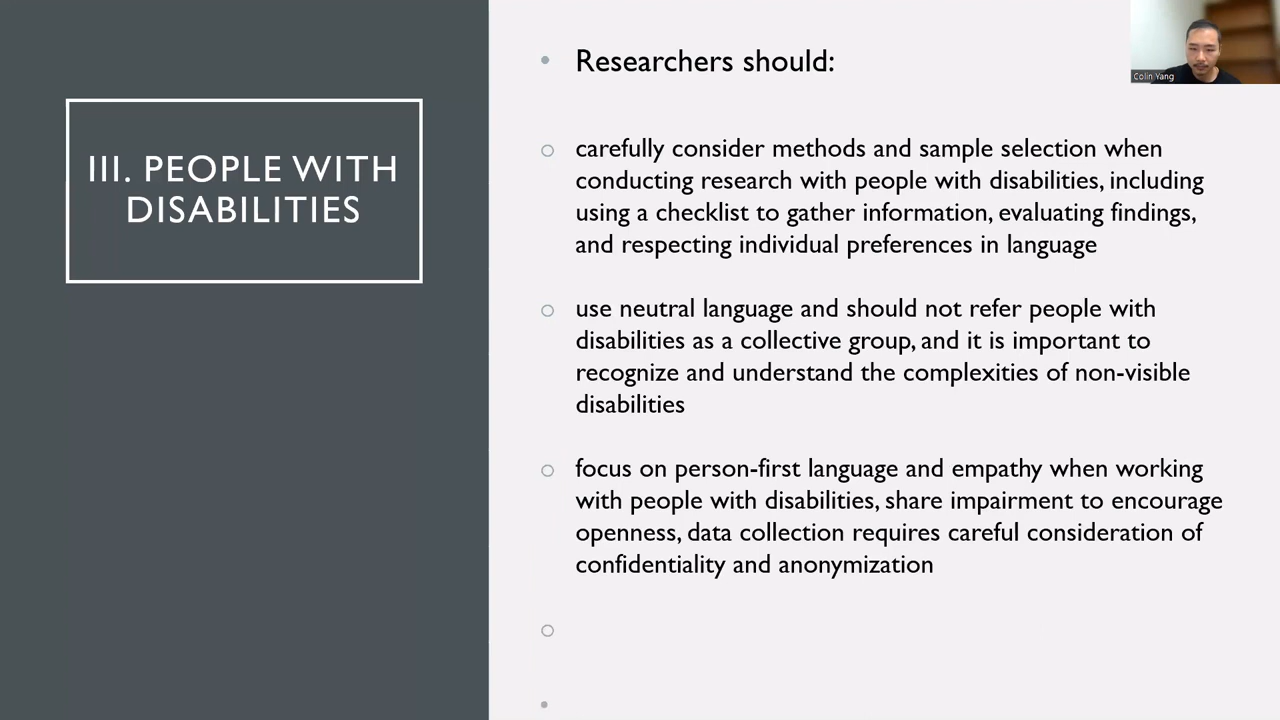 III. PEOPLE WITH
DISABILITIES
Researchers should:
carefully consider methods and sample selection when
conducting research with people with disabilities, including
using a checklist to gather information, evaluating findings,
and respecting individual preferences in language
use neutral language and should not refer people with
disabilities as a collective group, and it is important to
recognize and understand the complexities of non-visible
disabilities
focus on person-first language and empathy when working
with people with disabilities, share impairment to encourage
openness, data collection requires careful consideration of
confidentiality and anonymization
Colin Yang